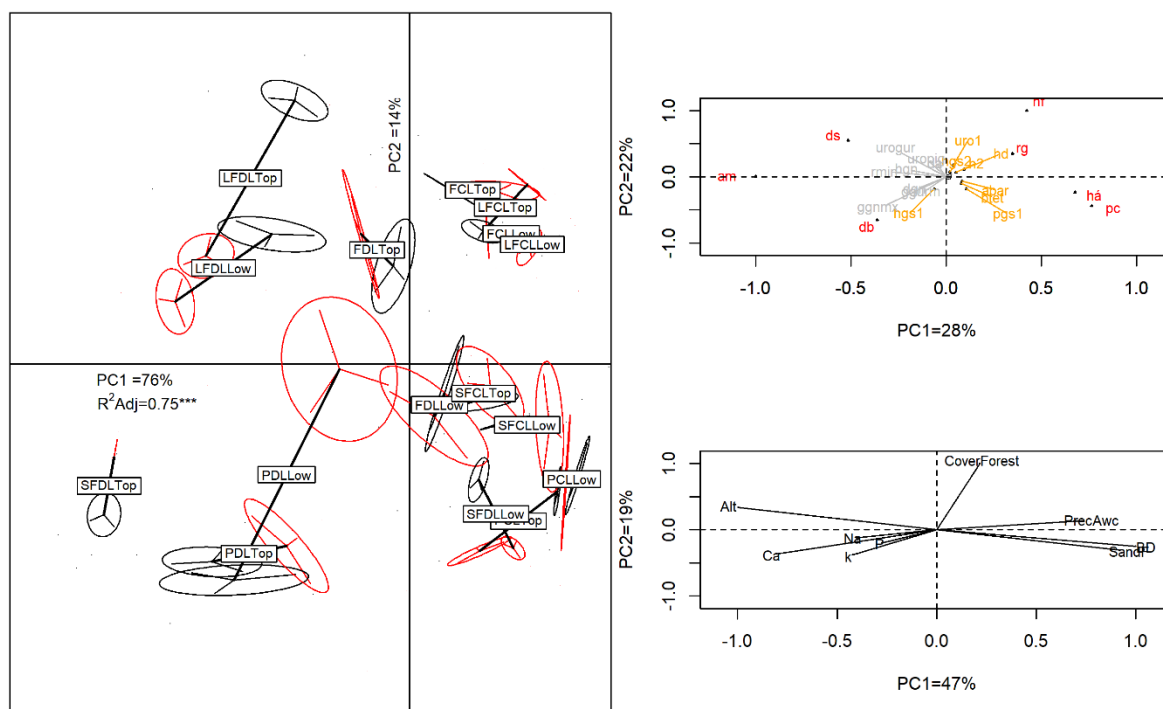 PC2 =14%
LFDLTop
FCLTop
LFCLTop
FCLLow
LFCLLow
FDLTop
LFDLLow
PC1 =76%
R²Adj=0.75***
SFCLTop
FDLLow
SFCLLow
PDLLow
PCLLow
SFDLTop
SFDLLow
PDLTop
PC2=22%
1.0
0.0
-1.0
ds
uro1
urogur
hd
rg
rmin
am
abar
há
ggnmx
hgs1
pgs1
pc
db
-1.0 -0.5 0.0 0.5 1.0
PC1=28%
PC2=19%
1.0
0.0
-1.0
CoverForest
Alt
PrecAwc
Na
P
Ca
k
-1.0 -0.5 0.0 0.5 1.0
PC1=47%